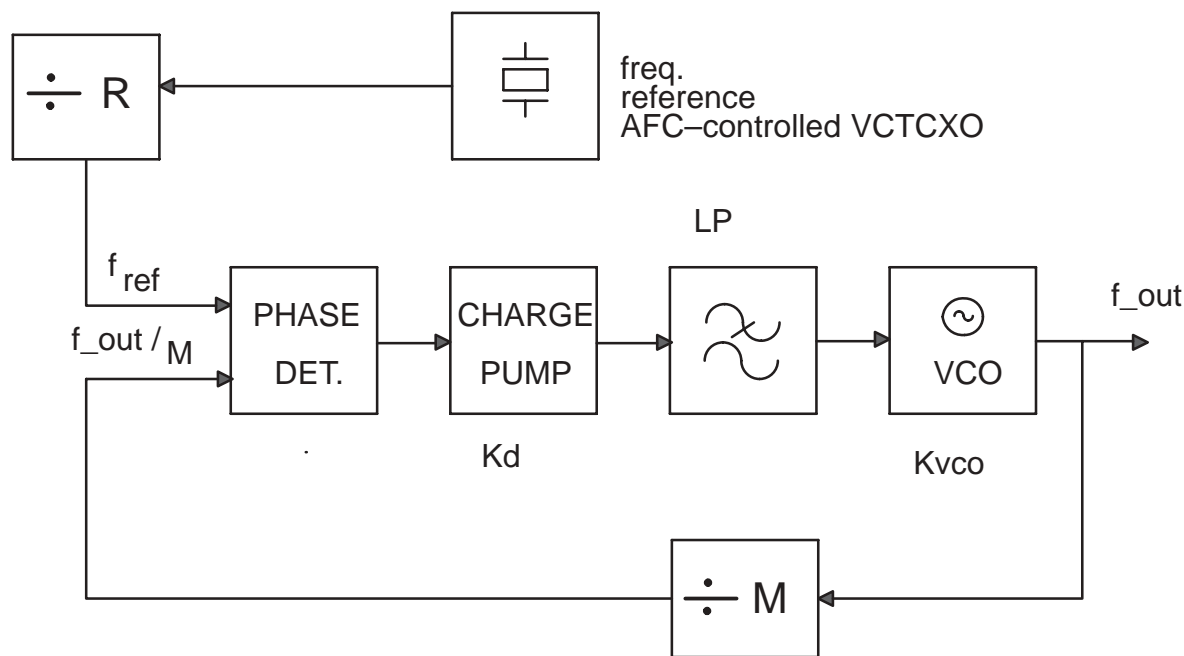 ÷ R
freq.
reference
AFC–controlled VCTCXO
LP
f ref
f_out / M
PHASE
DET.
CHARGE
PUMP
VCO
f_out
Kd
Kvco
÷ M